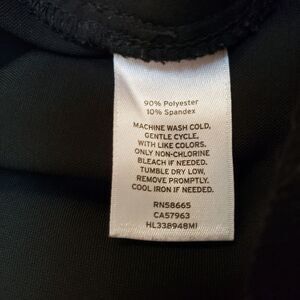 90% Polyester
10% Spandex
MACHINE WASH COLD,
GENTLE CYCLE,
WITH LIKE COLORS.
ONLY NON-CHLORINE
BLEACH IF NEEDED.
TUMBLE DRY LOW,
REMOVE PROMPTLY.
COOL IRON IF NEEDED.
RN58665
CA57963
HL33B948MI